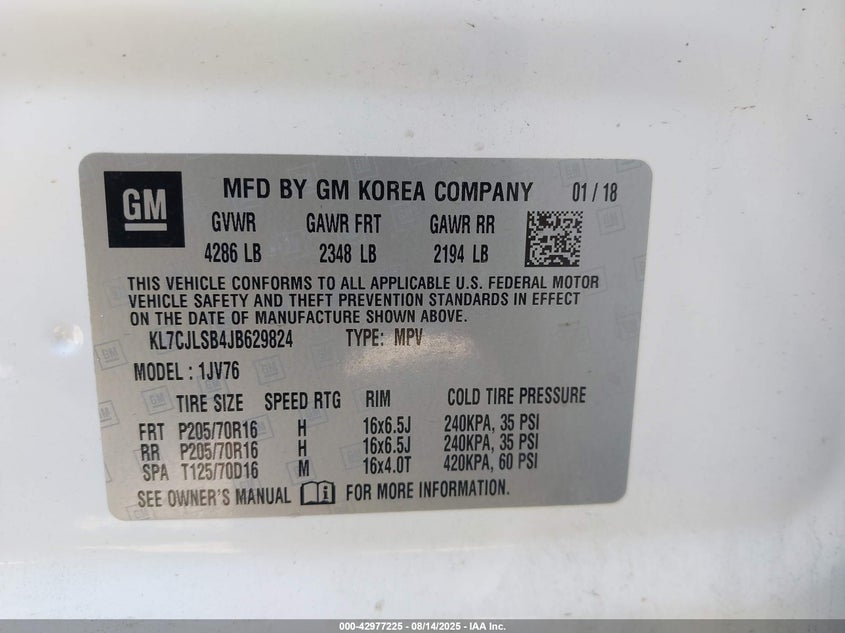 GM MFD BY GM KOREA COMPANY 01 / 18
GVWR GAWR FRT GAWR RR
4286 LB 2348 LB 2194 LB
THIS VEHICLE CONFORMS TO ALL APPLICABLE U.S. FEDERAL MOTOR
VEHICLE SAFETY AND THEFT PREVENTION STANDARDS IN EFFECT
ON THE DATE OF MANUFACTURE SHOWN ABOVE.
KL7CJLSB4JB629824 TYPE: MPV
MODEL : 1JV76
TIRE SIZE SPEED RTG RIM COLD TIRE PRESSURE
FRT P205/70R16 H 16x6.5J 240KPA, 35 PSI
RR P205/70R16 H 16x6.5J 240KPA, 35 PSI
SPA T125/70D16 M 16x4.0T 420KPA, 60 PSI
SEE OWNER'S MANUAL FOR MORE INFORMATION.
000-42977225 - 08/14/2025 - IAA Inc.